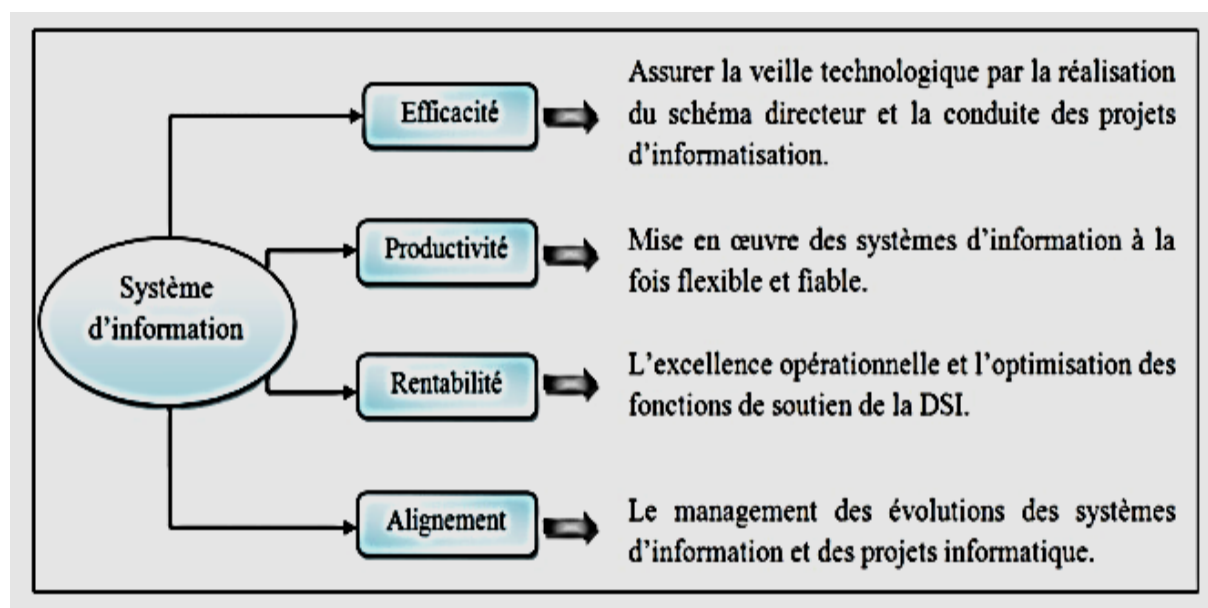 Efficacité
Assurer la veille technologique par la réalisation
du schéma directeur et la conduite des projets
d'informatisation.
Productivité
Mise en œuvre des systèmes d'information à la
fois flexible et fiable.
Système
d'information
Rentabilité
L'excellence opérationnelle et l'optimisation des
fonctions de soutien de la DSI.
Alignement
Le management des évolutions des systèmes
d'information et des projets informatique.